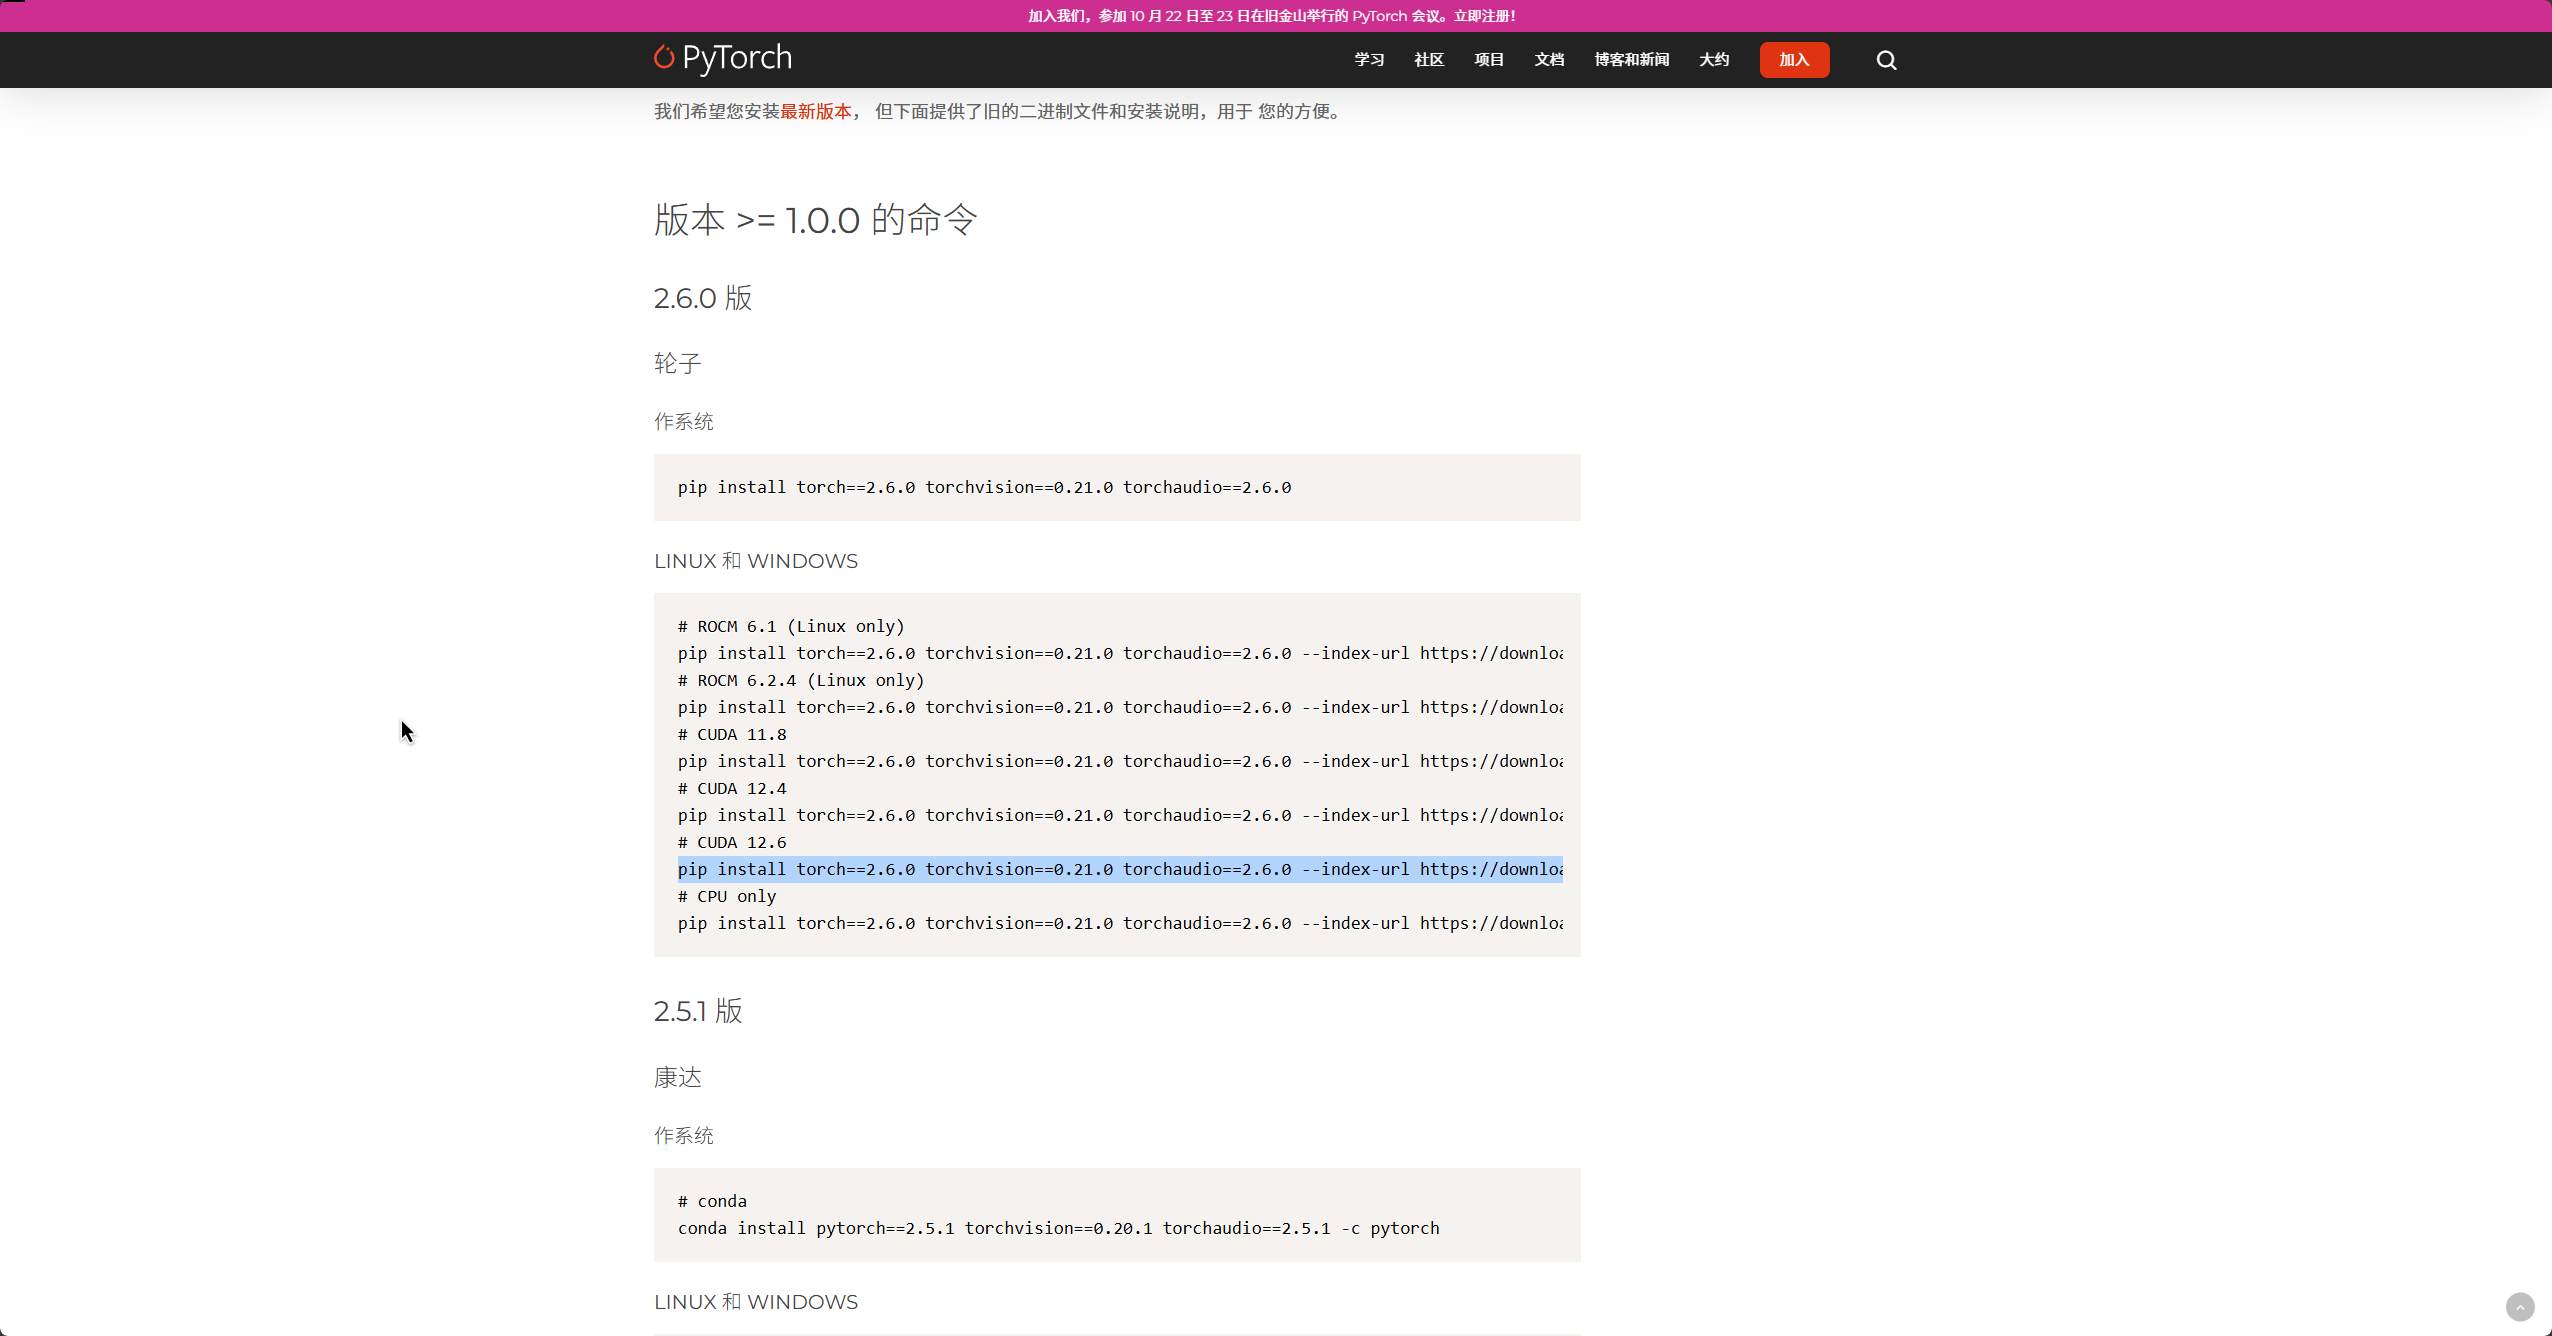 加入我们，参加 10 月 22 日至 23 日在旧金山举行的 PyTorch 会议。立即注册！
PyTorch 学习 社区 项目 文档 博客和新闻 大约 加入
我们希望您安装最新版本， 但下面提供了旧的二进制文件和安装说明，用于 您的方便。
版本 >= 1.0.0 的命令
2.6.0 版
轮子
作系统
pip install torch==2.6.0 torchvision==0.21.0 torchaudio==2.6.0
LINUX 和 WINDOWS
# ROCM 6.1 (Linux only)
pip install torch==2.6.0 torchvision==0.21.0 torchaudio==2.6.0 --index-url https://downloa
# ROCM 6.2.4 (Linux only)
pip install torch==2.6.0 torchvision==0.21.0 torchaudio==2.6.0 --index-url https://downloa
# CUDA 11.8
pip install torch==2.6.0 torchvision==0.21.0 torchaudio==2.6.0 --index-url https://downloa
# CUDA 12.4
pip install torch==2.6.0 torchvision==0.21.0 torchaudio==2.6.0 --index-url https://downloa
# CUDA 12.6
pip install torch==2.6.0 torchvision==0.21.0 torchaudio==2.6.0 --index-url https://downloa
# CPU only
pip install torch==2.6.0 torchvision==0.21.0 torchaudio==2.6.0 --index-url https://downloa
2.5.1 版
康达
作系统
# conda
conda install pytorch==2.5.1 torchvision==0.20.1 torchaudio==2.5.1 -c pytorch
LINUX 和 WINDOWS